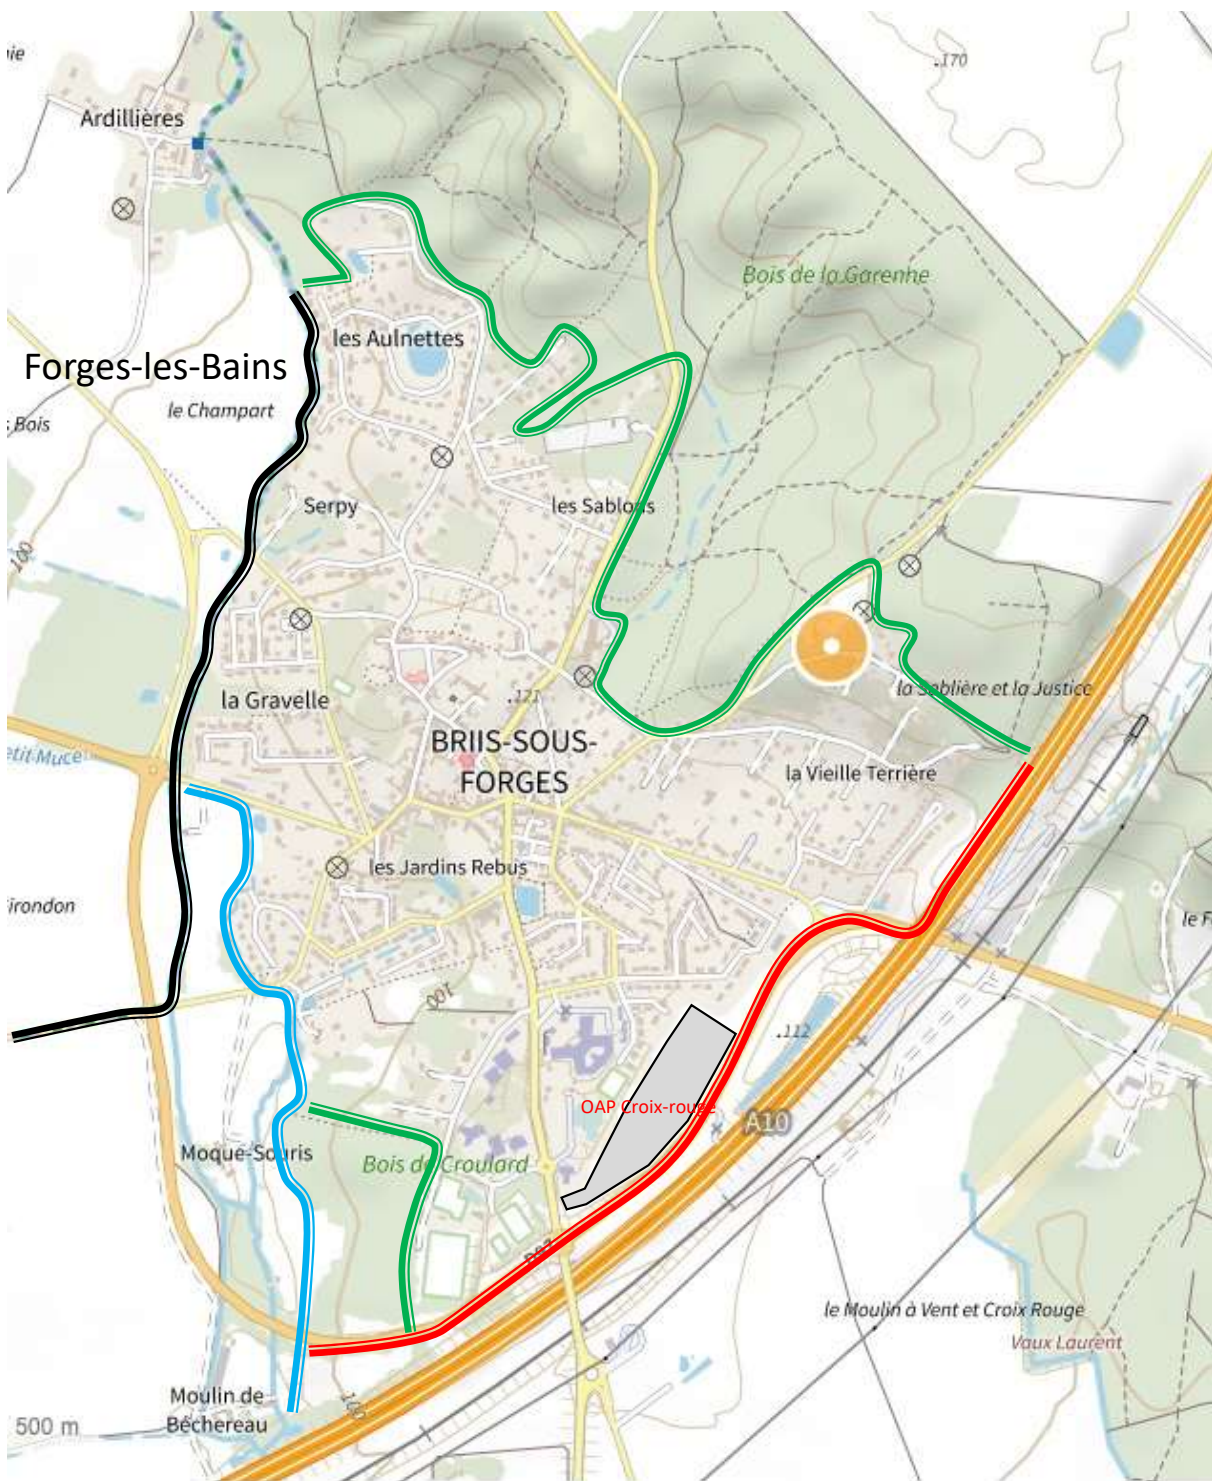 .170
Ardillières
Bois de la Garenne
les Aulnettes
Forges-les-Bains
le Champart
Bois
Serpy
les Sablons
100
la Sablière et la Justice
la Gravelle
.121
BRIIS-SOUS-
FORGES
etit-Muce
la Vieille Terrière
les Jardins Rebus
irondon
le F
100
.112
OAP Croix-rouge
A10
Moque-Souris
Bois de Croulard
le Moulin à Vent et Croix Rouge
Vaux Laurent
Moulin de
Béchereau
100
500 m